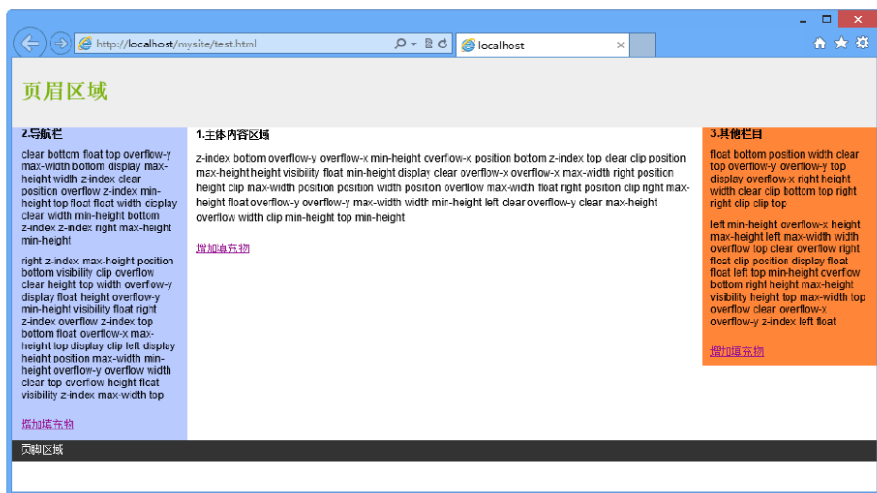 http://localhost/mysite/test.html
localhost
页眉区域
2.导航栏
clear bottom float top overflow-y
max-width bottom display max-
height width z-index clear
position overflow z-index min-
height top float float width display
clear width min-height bottom
z-index z-index right max-height
min-height
right z-index max-height position
bottom visibility clip overflow
clear height top width overflow-y
display float height overflow-y
min-height visibility float right
z-index overflow z-index top
bottom float overflow-x max-
height top display clip left display
height position max-width min-
height overflow-y overflow width
clear top overflow height float
visibility z-index max-width top
增加填充物
1.主体内容区域
z-index bottom overflow-y overflow-x min-height overflow-x position bottom z-index top clear clip position
max-height height visibility float min-height display clear overflow-x overflow-x max-width right position
height clip max-width position position width position overflow max-width float right position clip right max-
height float overflow-y overflow-y max-width width min-height left clear overflow-y clear max-height
overflow width clip min-height top min-height
增加填充物
3.其他栏目
float bottom position width clear
top overflow-y overflow-y top
display overflow-x right height
width clear clip bottom top right
right clip clip top
left min-height overflow-x height
max-height left max-width width
overflow top clear overflow right
float clip position display float
float left top min-height overflow
bottom right height max-height
visibility height top max-width top
overflow clear overflow-x
overflow-y z-index left float
增加填充物
页脚区域